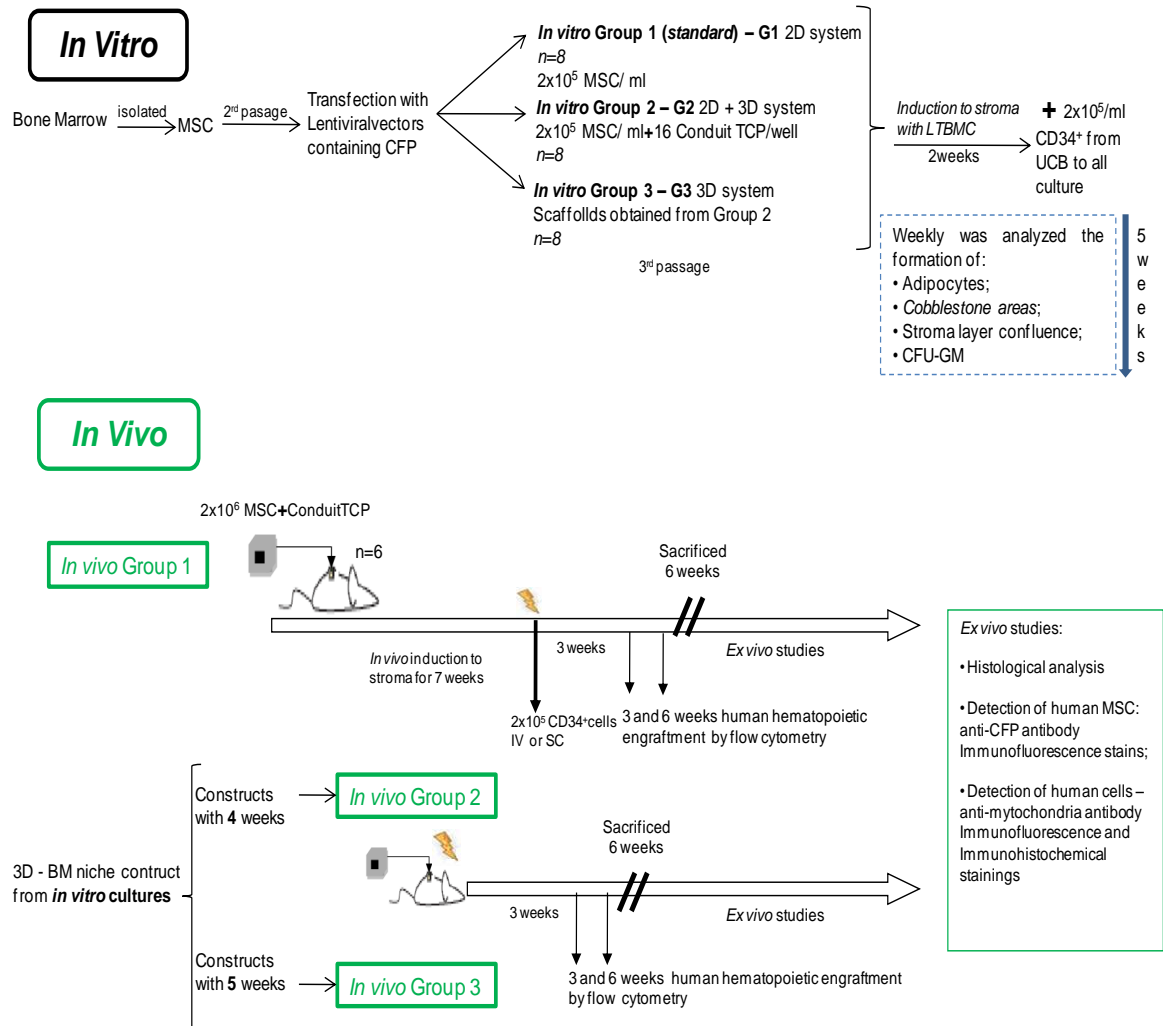 In Vitro
Bone Marrow
isolated
MSC
2rd pasage
Transfection with
Lentiviralvectors
containing CFP
In vitro Group 1 (standard) – G1 2D system
n=8
2x10⁵ MSC/ ml
In vitro Group 2 – G2 2D + 3D system
2x10⁵ MSC/ ml+16 Conduit TCP/well
n=8
In vitro Group 3 – G3 3D system
Scaffollds obtained from Group 2
n=8
3rd passage
Induction to stroma
with LTBMC
2weeks
+ 2x10⁵/ml
CD34⁺ from
UCB to all
culture
Weekly was analyzed the
formation of:
• Adipocytes;
• Cobblestone areas;
• Stroma layer confluence;
• CFU-GM
5
w
e
e
k
s
In Vivo
2x10⁶ MSC+ConduitTCP
n=6
In vivo Group 1
Sacrificed
6 weeks
In vivo induction to
stroma for 7 weeks
3 weeks
Ex vivo studies
2x10⁵ CD34⁺cells
IV or SC
3 and 6 weeks human hematopoietic
engraftment by flow cytometry
Ex vivo studies:
•Histological analysis
•Detection of human MSC:
anti-CFP antibody
Immunofluorescence stains;
•Detection of human cells –
anti-mytochondria antibody
Immunofluorescence and
Immunohistochemical
stainings
Constructs
with 4 weeks
In vivo Group 2
3D - BM niche contruct
from in vitro cultures
Sacrificed
6 weeks
3 weeks
Ex vivo studies
3 and 6 weeks human hematopoietic engraftment
by flow cytometry
Constructs
with 5 weeks
In vivo Group 3